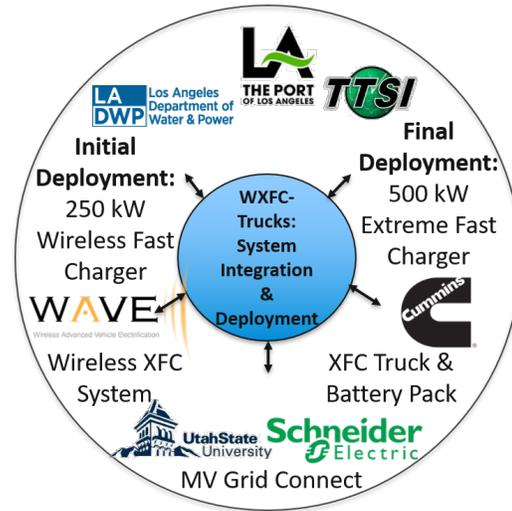 LA
THE PORT
OF LOS ANGELES
TTSI
LA
DWP
Los Angeles
Department of
Water & Power
Initial
Deployment:
250 kW
Wireless Fast
Charger
Final
Deployment:
500 kW
Extreme Fast
Charger
WXFC-
Trucks:
System
Integration
&
Deployment
WAVE
Wireless Advanced Vehicle Electrification
Wireless XFC
System
Cummins
XFC Truck &
Battery Pack
UtahState
University
Schneider
Electric
MV Grid Connect